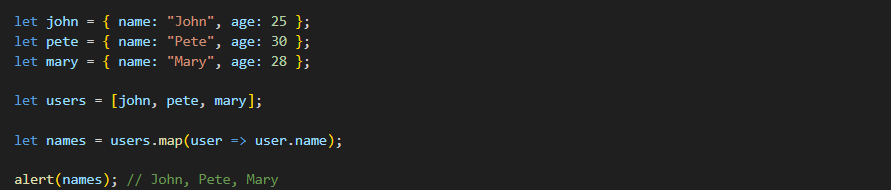 let john = { name: "John", age: 25 };
let pete = { name: "Pete", age: 30 };
let mary = { name: "Mary", age: 28 };
let users = [john, pete, mary];
let names = users.map(user => user.name);
alert(names); // John, Pete, Mary